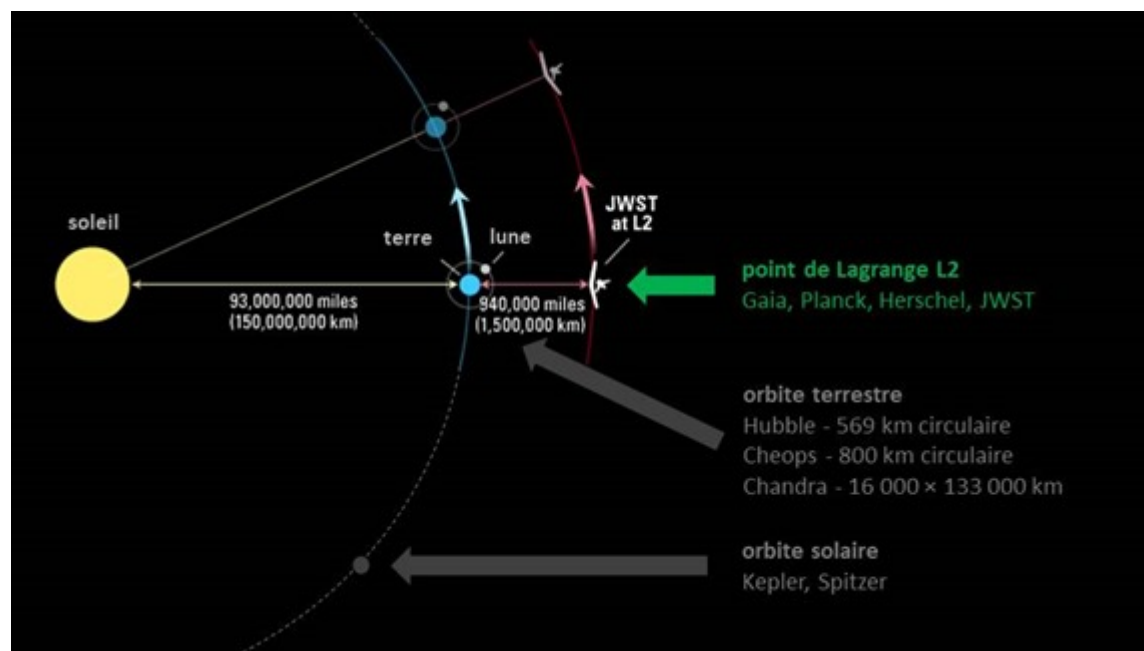 soleil
terre
lune
JWST
at L2
93,000,000 miles
(150,000,000 km)
940,000 miles
(1,500,000 km)
point de Lagrange L2
Gaia, Planck, Herschel, JWST
orbite terrestre
Hubble - 569 km circulaire
Cheops - 800 km circulaire
Chandra - 16 000 × 133 000 km
orbite solaire
Kepler, Spitzer